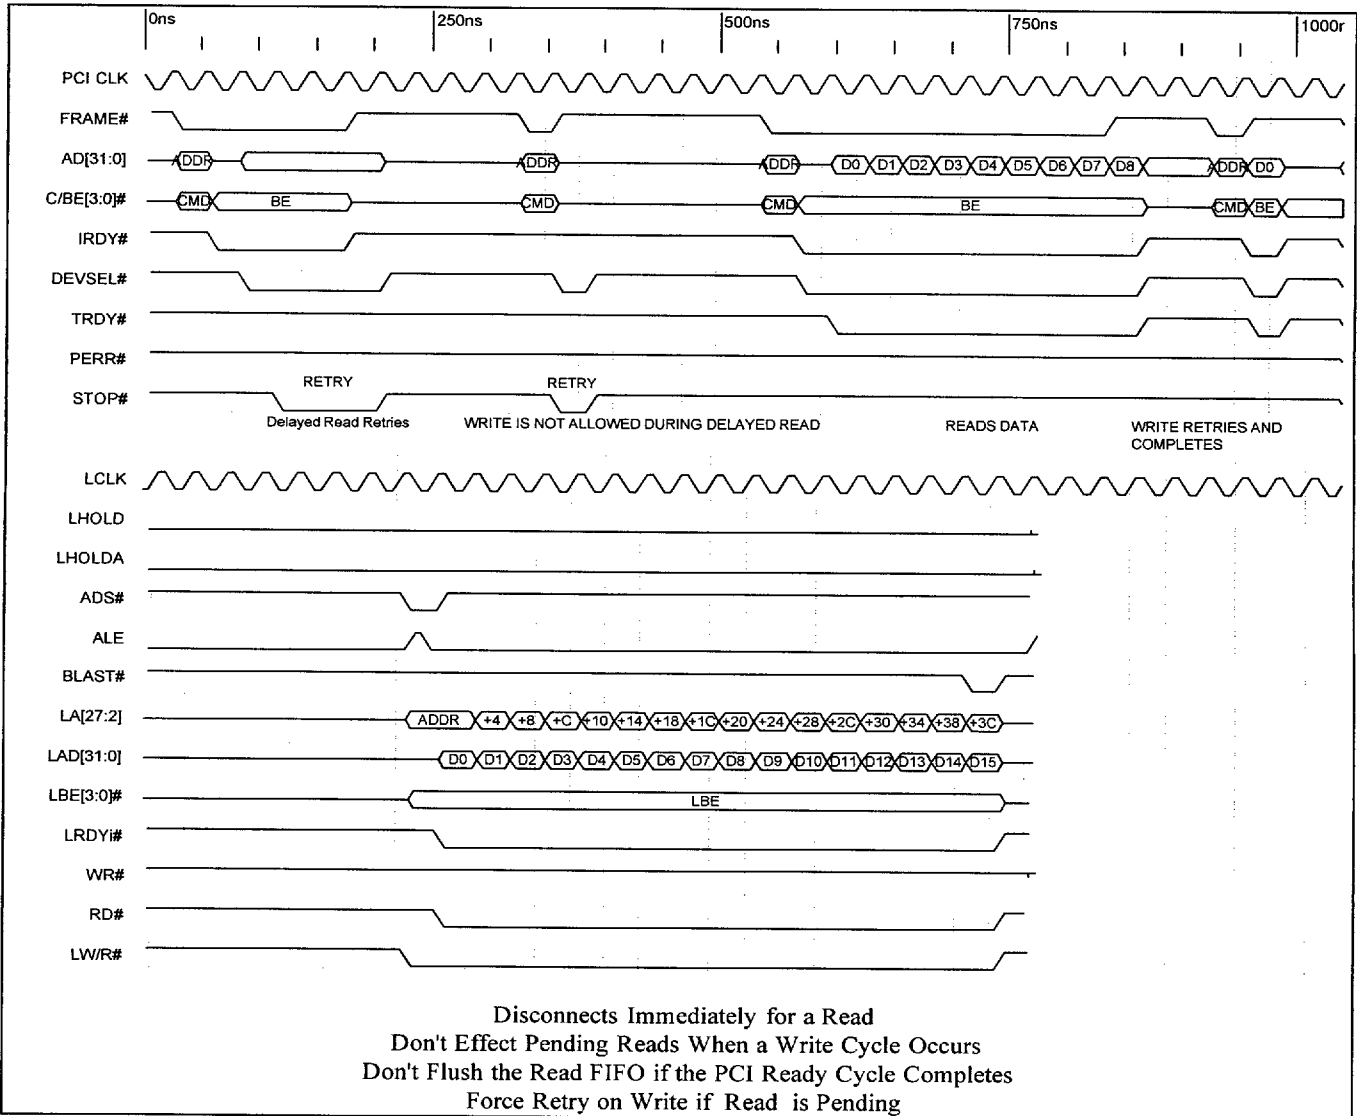 0ns 250ns 500ns 750ns 1000r
PCI CLK
FRAME#
AD[31:0] ADDR ADDR ADDR D0 D1 D2 D3 D4 D5 D6 D7 D8 ADDR D0
C/BE[3:0]# CMD BE CMD CMD BE CMD BE
IRDY#
DEVSEL#
TRDY#
PERR#
RETRY RETRY
STOP#
Delayed Read Retries WRITE IS NOT ALLOWED DURING DELAYED READ READS DATA WRITE RETRIES AND
COMPLETES
LCLK
LHOLD
LHOLDA
ADS#
ALE
BLAST#
LA[27:2] ADDR +4 +8 +C +10 +14 +18 +1C +20 +24 +28 +2C +30 +34 +38 +3C
LAD[31:0] D0 D1 D2 D3 D4 D5 D6 D7 D8 D9 D10 D11 D12 D13 D14 D15
LBE[3:0]# LBE
LRDYi#
WR#
RD#
LW/R#
Disconnects Immediately for a Read
Don't Effect Pending Reads When a Write Cycle Occurs
Don't Flush the Read FIFO if the PCI Ready Cycle Completes
Force Retry on Write if Read is Pending